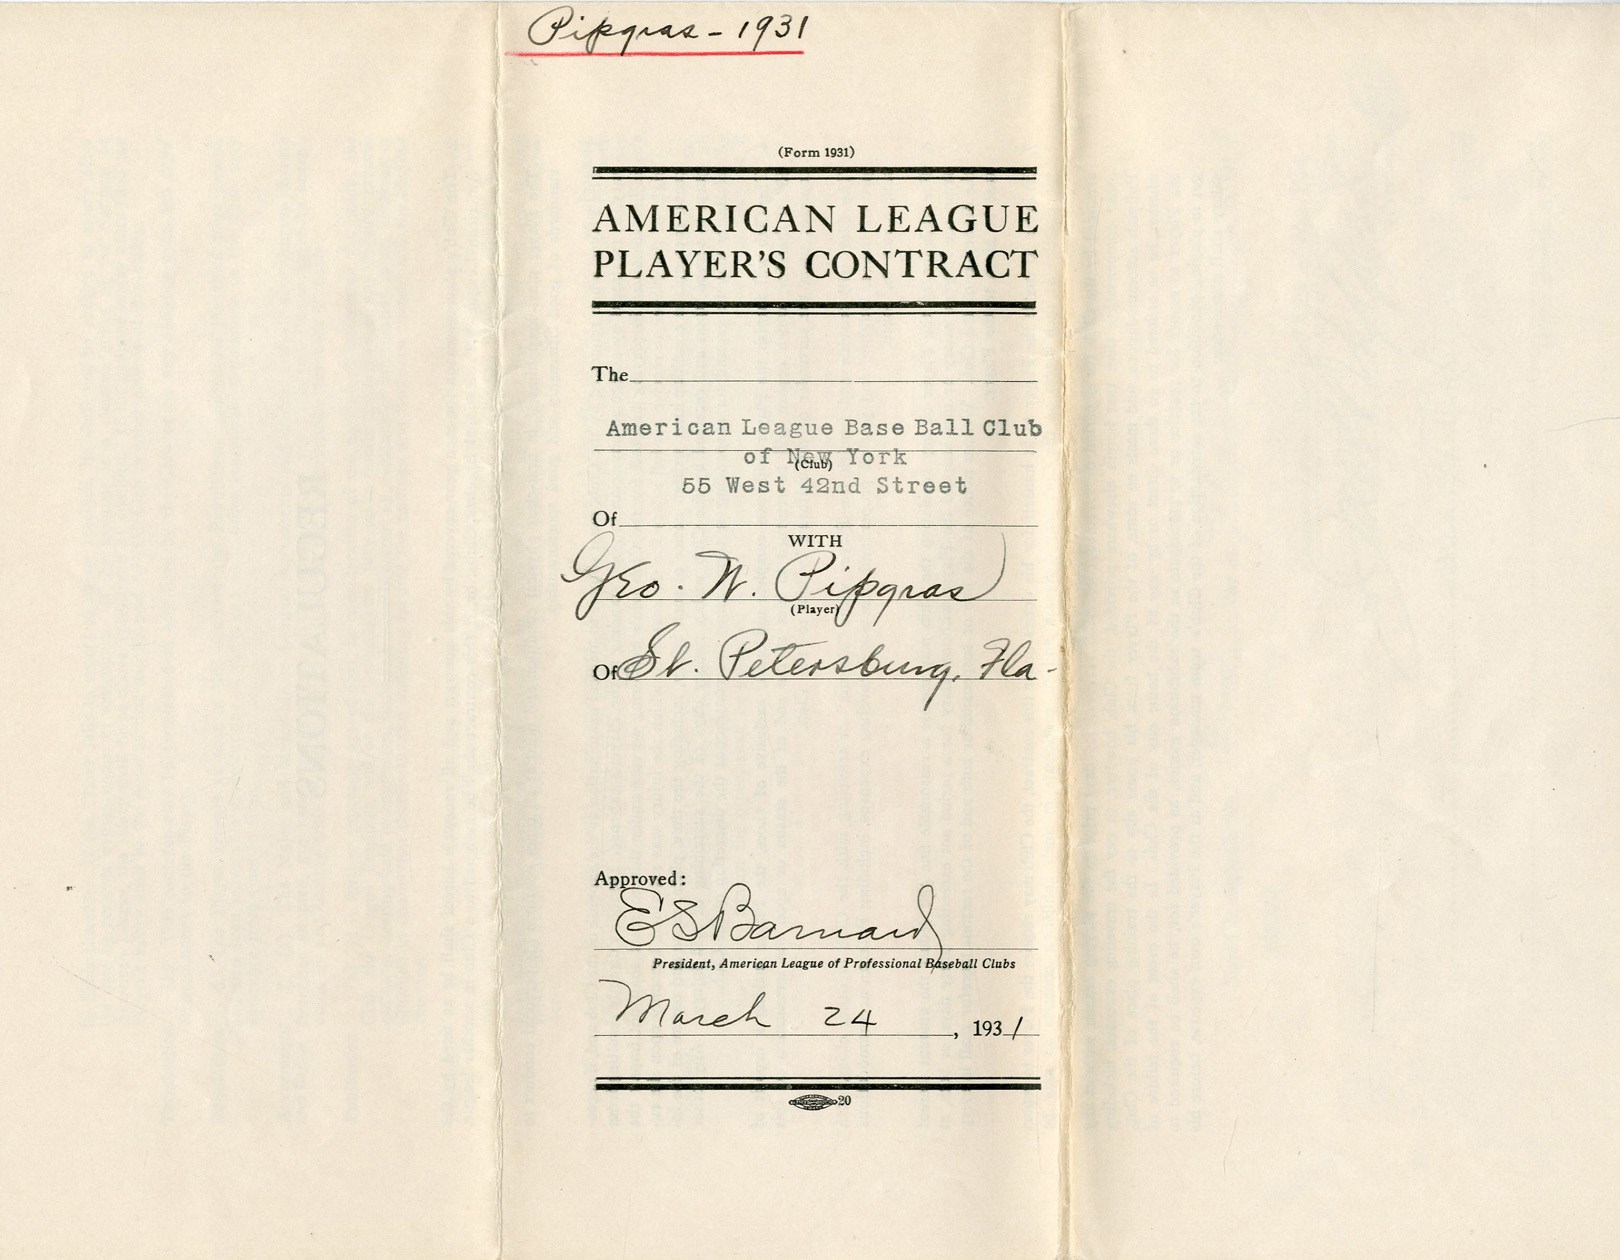 Pipgras - 1931
(Form 1931)
AMERICAN LEAGUE
PLAYER'S CONTRACT
The
American League Base Ball Club
of New York
(Club)
55 West 42nd Street
Of
WITH
Geo. W. Pipgras
(Player)
Of St. Petersburg, Fla-
Approved:
E S Barnard
President, American League of Professional Baseball Clubs
March 24, 1931
20